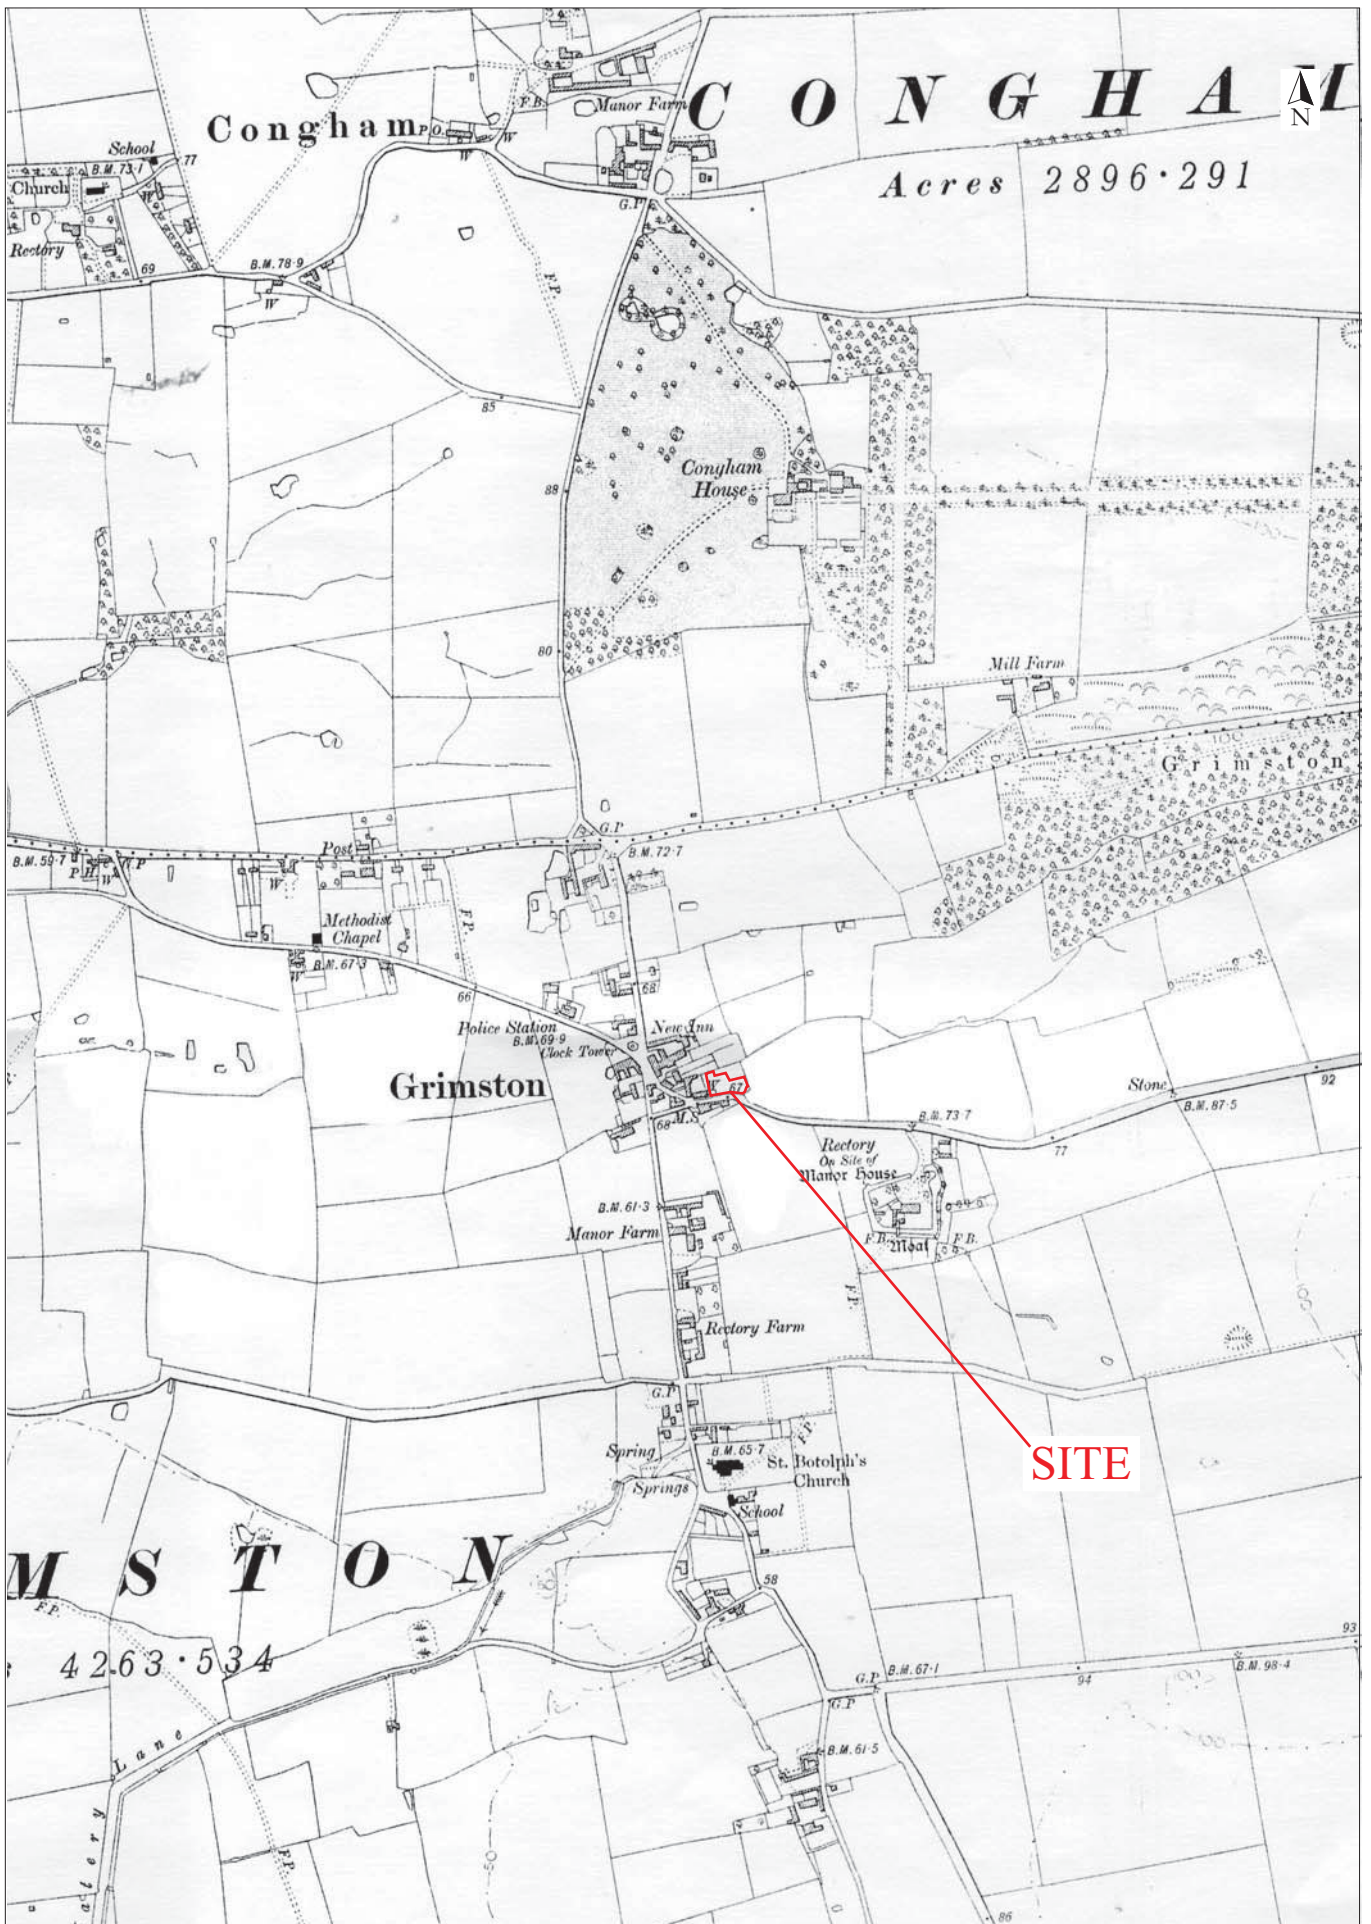 CONGHAM
N
Manor Farm
F.B.
Congham
P.O.
W
W
School
77
B.M. 73·1
Church
W
Acres 2896·291
G.P
Rectory
69
B.M. 78·9
W
F.P.
85
Congham
House
88
80
Mill Farm
100
Grimston
G.P
B.M. 59·7
Post
B.M. 72·7
P.H.
W
F.P
W
F.P.
Methodist
Chapel
B.M. 67·3
W
66
68
Police Station
B.M. 69·9
New Inn
Clock Tower
Grimston
67
Stone
92
B.M. 87·5
68
M.S
B.M. 73·7
77
Rectory
On Site of
Manor House
B.M. 61·3
Manor Farm
F.B.
Moat
F.B.
F.P.
Rectory Farm
G.P
Spring
B.M. 65·7
F.P.
St. Botolph's
Church
SITE
Springs
School
MSTON
58
F.P.
4263·534
93
B.M. 67·1
B.M. 98·4
G.P
94
G.P
Lane
B.M. 61·5
F.P.
50
86